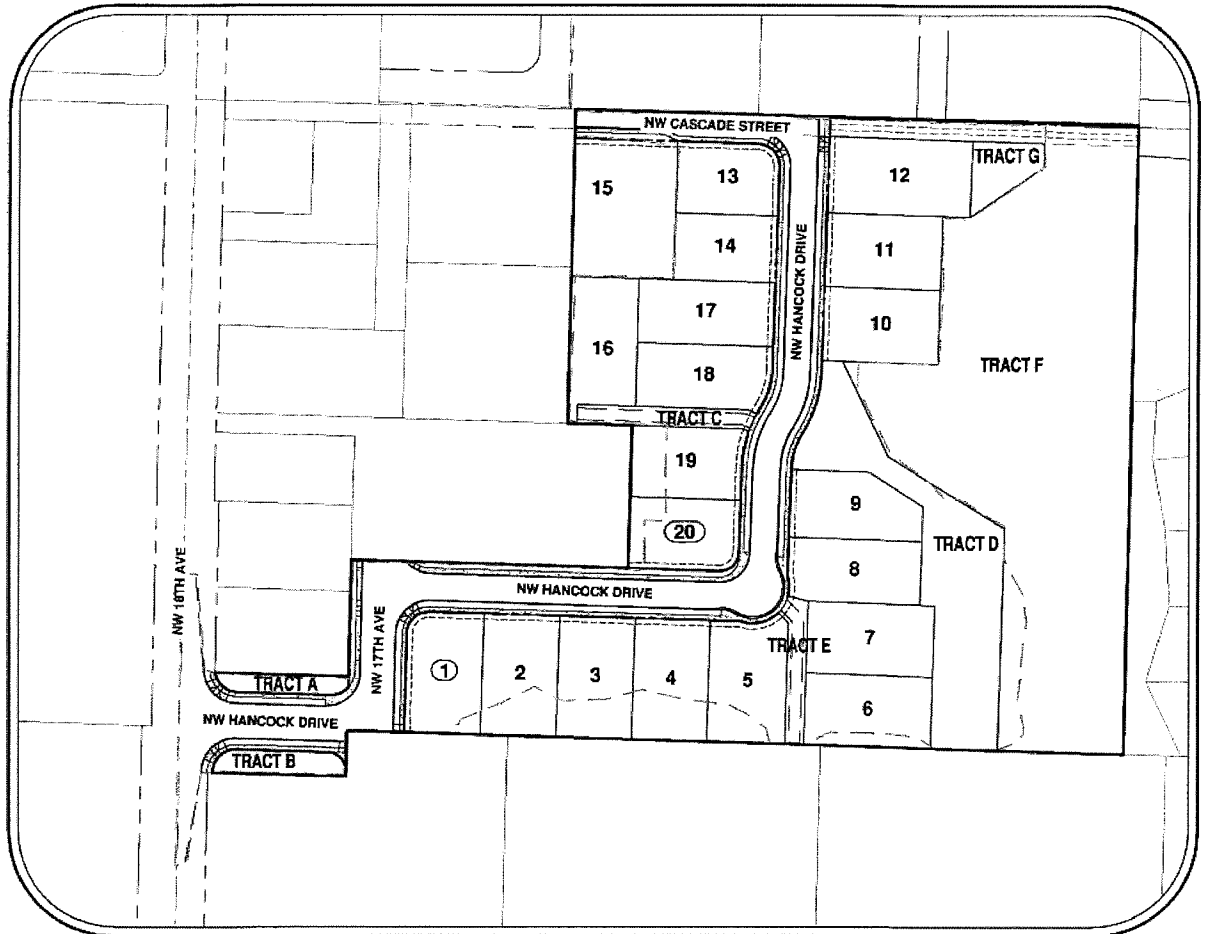 NW CASCADE STREET
TRACT G
13
12
15
14
11
NW HANCOCK DRIVE
17
10
16
18
TRACT F
TRACT C
19
9
20
TRACT D
8
NW 18TH AVE
NW HANCOCK DRIVE
NW 17TH AVE
7
TRACT E
1
2
3
4
5
6
TRACT A
NW HANCOCK DRIVE
TRACT B